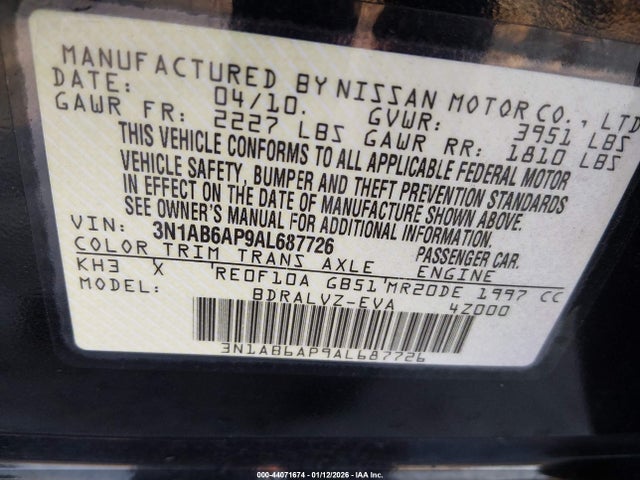 MANUFACTURED BY NISSAN MOTOR CO., LTD
DATE: 04/10. GVWR: 3951 LBS
GAWR FR: 2227 LBS GAWR RR: 1810 LBS
THIS VEHICLE CONFORMS TO ALL APPLICABLE FEDERAL MOTOR
VEHICLE SAFETY, BUMPER AND THEFT PREVENTION STANDARDS
IN EFFECT ON THE DATE OF MANUFACTURE SHOWN ABOVE.
SEE OWNER'S MANUAL FOR ADDITIONAL INFORMATION.
VIN: 3N1AB6AP9AL687726 PASSENGER CAR.
COLOR TRIM TRANS AXLE ENGINE
KH3 X RE0F10A GB51 MR20DE 1997 CC
MODEL: BDRALVZ-EVA 4Z000
3N1AB6AP9AL687726
000-44071674 | 01/12/2026 - IAA Inc.